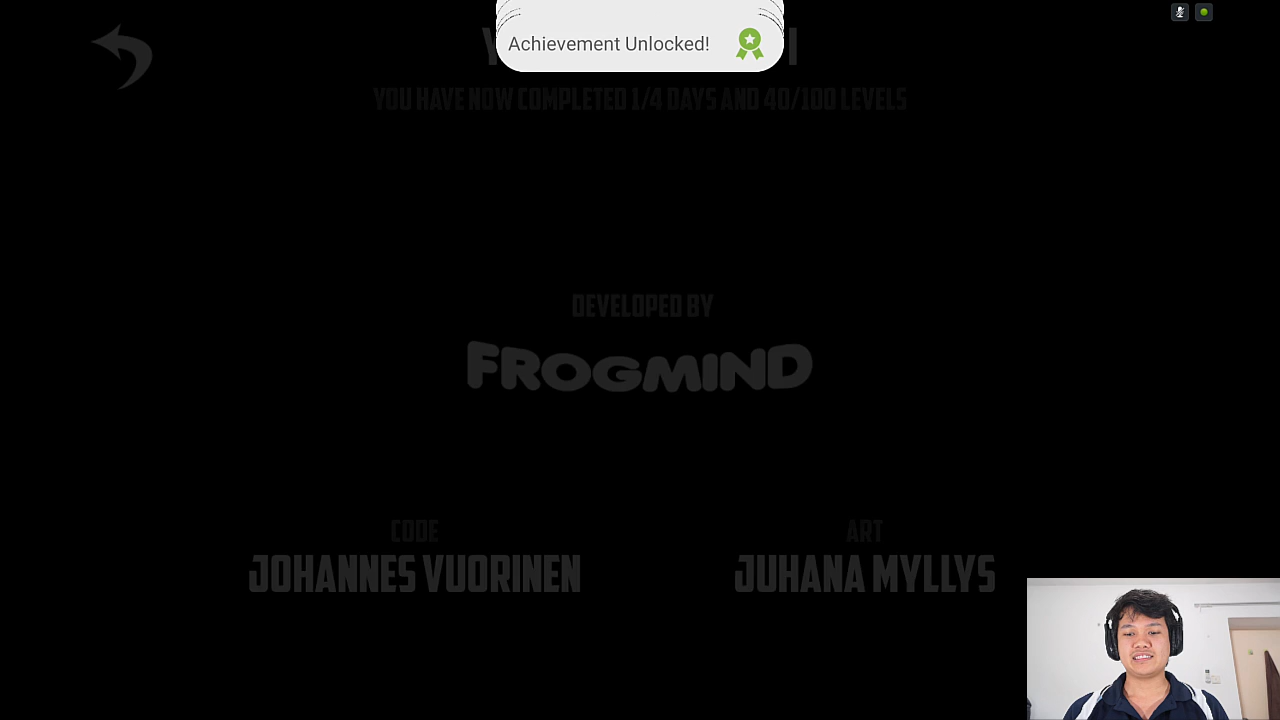 Achievement Unlocked!
YOU HAVE NOW COMPLETED 1/4 DAYS AND 40/100 LEVELS
DEVELOPED BY
FROGMIND
CODE
ART
JOHANNES VUORINEN
JUHANA MYLLYS